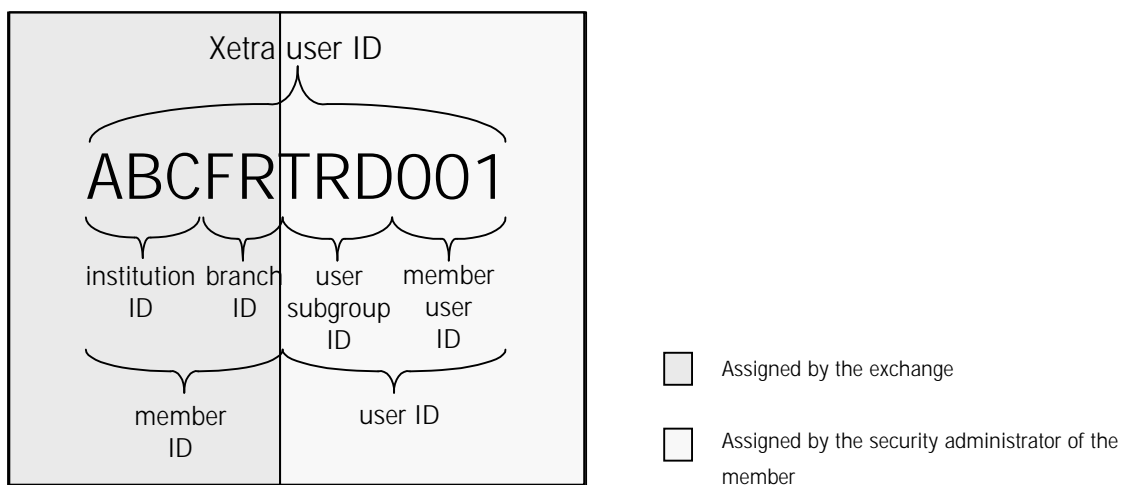 Xetra user ID
ABCFRTRD001
institution branch user member
ID ID subgroup user
ID ID
member user ID
ID
Assigned by the exchange
Assigned by the security administrator of the
member